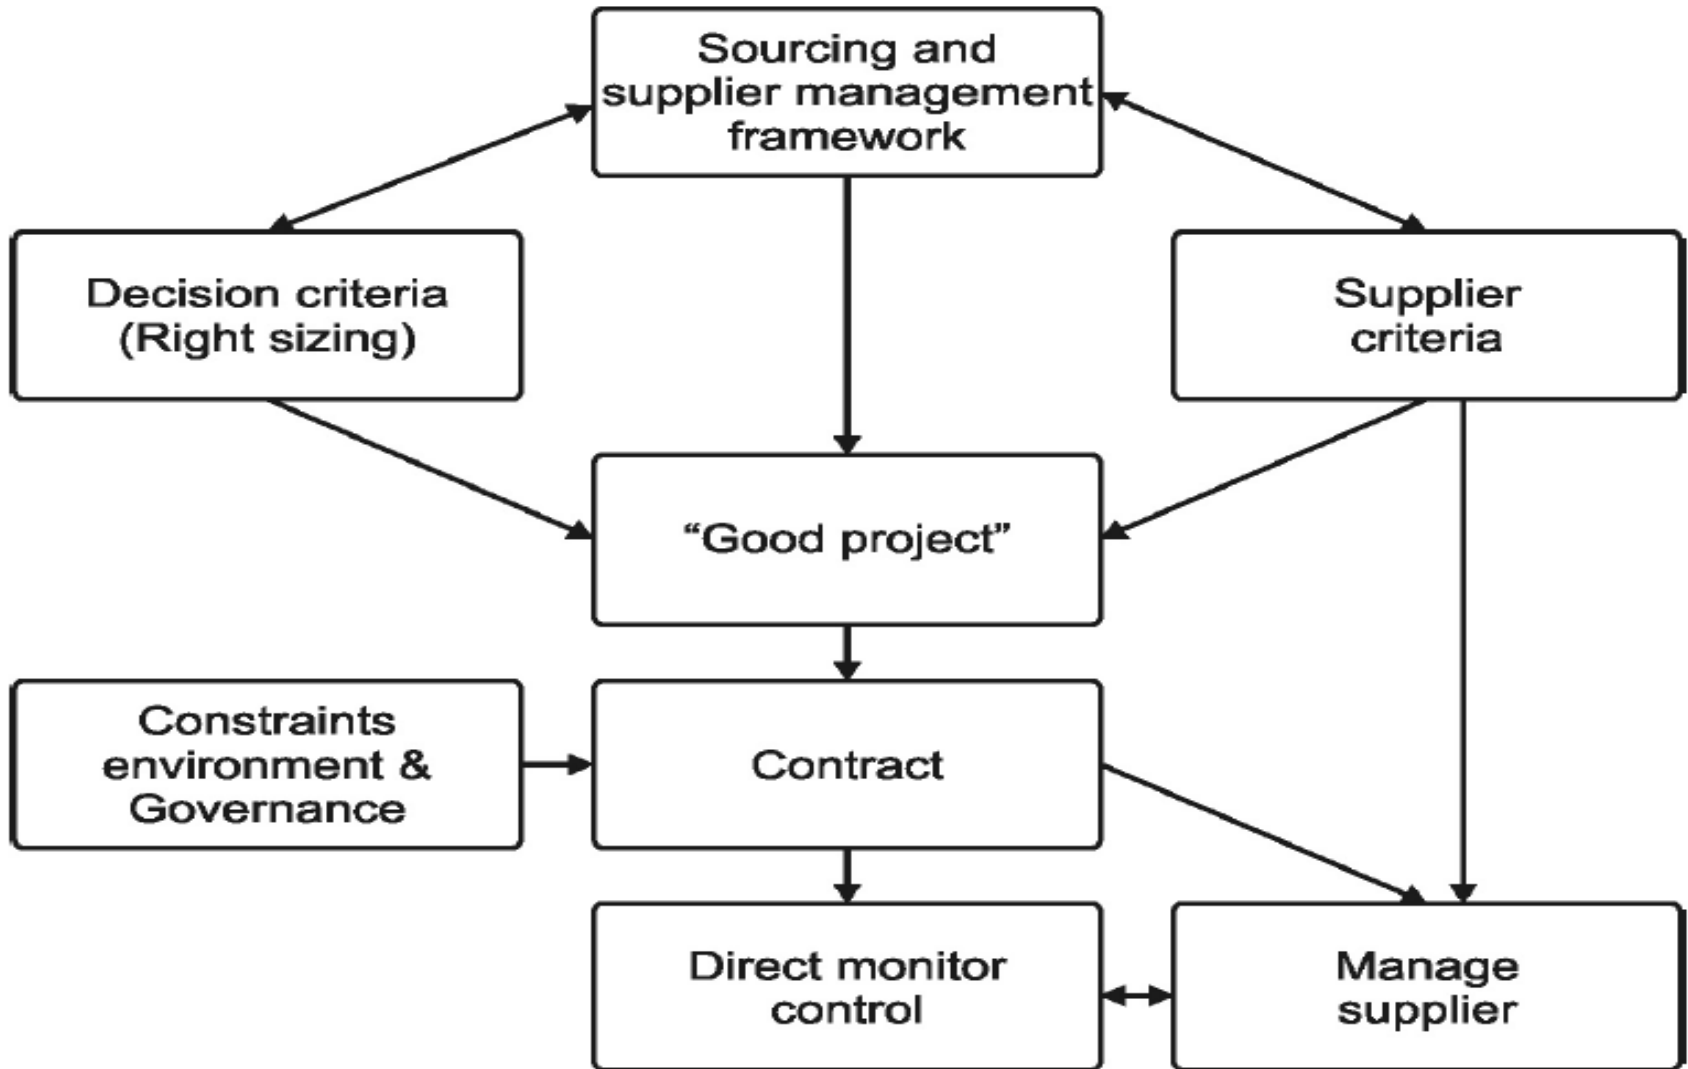 Sourcing and
supplier management
framework
Decision criteria
(Right sizing)
Supplier
criteria
“Good project”
Constraints
environment &
Governance
Contract
Direct monitor
control
Manage
supplier